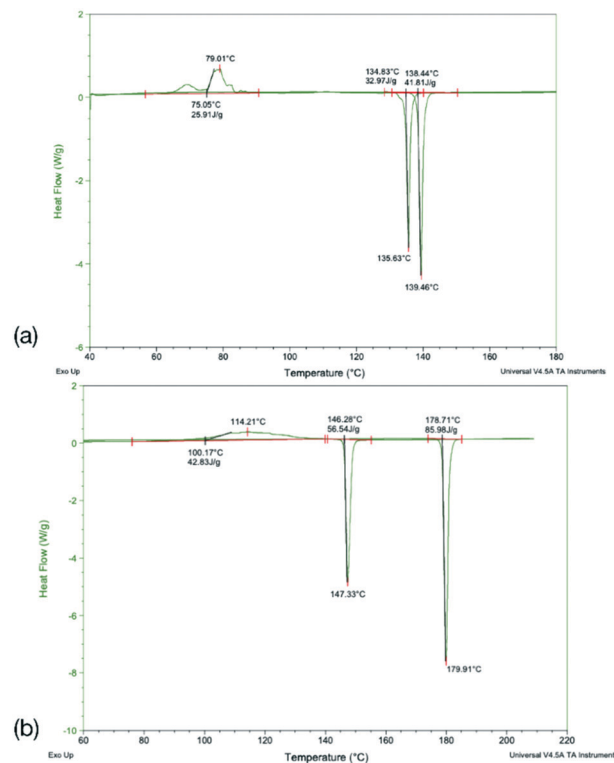 2
0
-2
-4
-6
Heat Flow (W/g)
79.01°C
75.05°C
25.91J/g
134.83°C
32.97J/g
138.44°C
41.81J/g
135.63°C
139.46°C
(a)
40
60
80
100
120
140
160
180
Exo Up
Temperature (°C)
Universal V4.5A TA Instruments
2
0
-2
-4
-6
-8
-10
Heat Flow (W/g)
114.21°C
100.17°C
42.83J/g
146.28°C
56.54J/g
178.71°C
85.98J/g
147.33°C
179.91°C
(b)
60
80
100
120
140
160
180
200
220
Exo Up
Temperature (°C)
Universal V4.5A TA Instruments